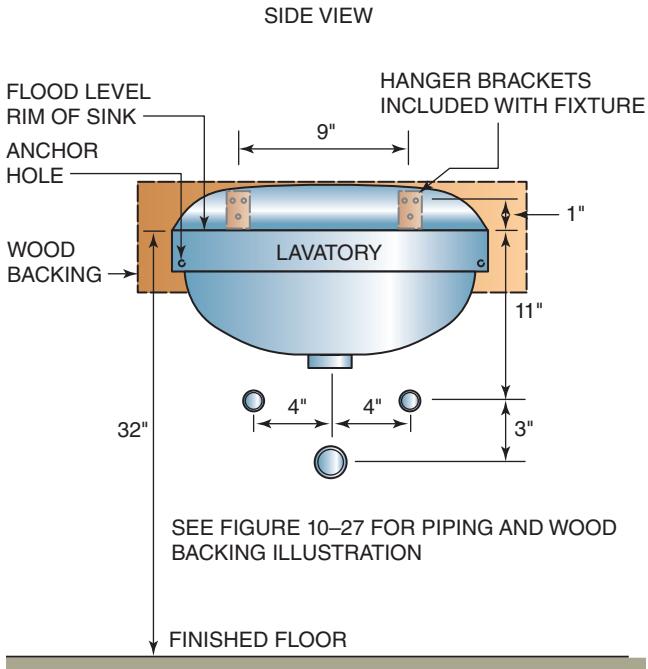 SIDE VIEW
FLOOD LEVEL
RIM OF SINK
HANGER BRACKETS
INCLUDED WITH FIXTURE
9"
ANCHOR
HOLE
1"
WOOD
BACKING
LAVATORY
11"
4" 4"
32"
3"
SEE FIGURE 10–27 FOR PIPING AND WOOD
BACKING ILLUSTRATION
FINISHED FLOOR